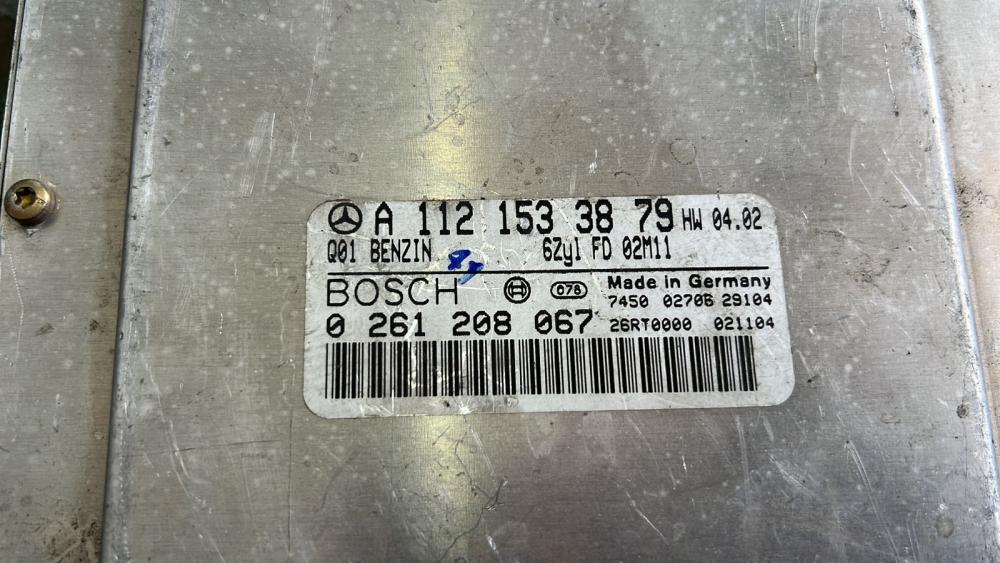 A 112 153 38 79 HW 04.02
Q01 BENZIN 6Zyl FD 02M11
BOSCH 078 Made in Germany
7450 02706 29104
0 261 208 067 26RT0000 021104